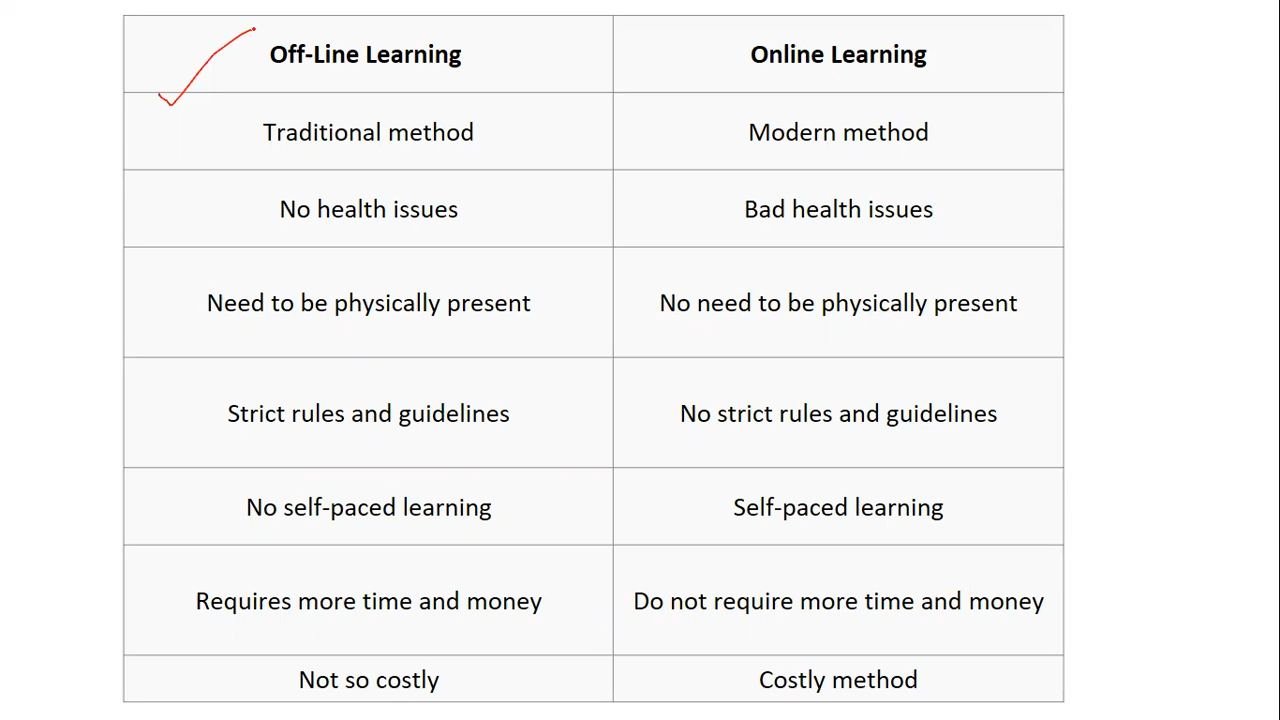 Off-Line Learning Online Learning
Traditional method Modern method
No health issues Bad health issues
Need to be physically present No need to be physically present
Strict rules and guidelines No strict rules and guidelines
No self-paced learning Self-paced learning
Requires more time and money Do not require more time and money
Not so costly Costly method